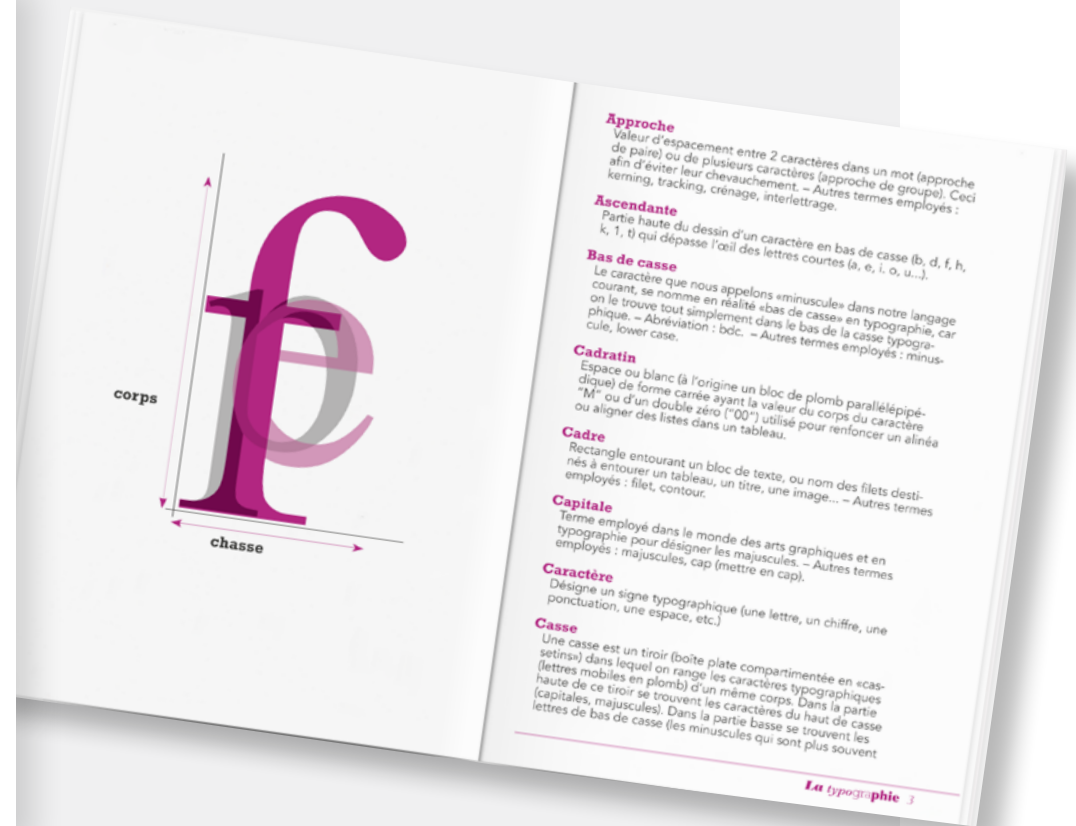 corps
chasse
Approche
Valeur d'espacement entre 2 caractères dans un mot (approche
de paire) ou de plusieurs caractères (approche de groupe). Ceci
afin d'éviter leur chevauchement. – Autres termes employés :
kerning, tracking, crénage, interlettrage.
Ascendante
Partie haute du dessin d'un caractère en bas de casse (b, d, f, h,
k, 1, t) qui dépasse l'œil des lettres courtes (a, e, i. o, u...).
Bas de casse
Le caractère que nous appelons «minuscule» dans notre langage
courant, se nomme en réalité «bas de casse» en typographie, car
on le trouve tout simplement dans le bas de la casse typogra-
phique. – Abréviation : bdc. – Autres termes employés : minus-
cule, lower case.
Cadratin
Espace ou blanc (à l'origine un bloc de plomb parallélépipé-
dique) de forme carrée ayant la valeur du corps du caractère
"M" ou d'un double zéro ("00") utilisé pour renfoncer un alinéa
ou aligner des listes dans un tableau.
Cadre
Rectangle entourant un bloc de texte, ou nom des filets desti-
nés à entourer un tableau, un titre, une image... – Autres termes
employés : filet, contour.
Capitale
Terme employé dans le monde des arts graphiques et en
typographie pour désigner les majuscules. – Autres termes
employés : majuscules, cap (mettre en cap).
Caractère
Désigne un signe typographique (une lettre, un chiffre, une
ponctuation, une espace, etc.)
Casse
Une casse est un tiroir (boîte plate compartimentée en «cas-
setins») dans lequel on range les caractères typographiques
(lettres mobiles en plomb) d'un même corps. Dans la partie
haute de ce tiroir se trouvent les caractères du haut de casse
(capitales, majuscules). Dans la partie basse se trouvent les
lettres de bas de casse (les minuscules qui sont plus souvent
La typographie 3